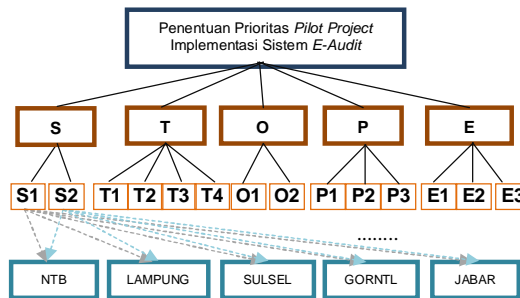 Penentuan Prioritas Pilot Project
Implementasi Sistem E-Audit
S T O P E
S1 S2 T1 T2 T3 T4 O1 O2 P1 P2 P3 E1 E2 E3
........
NTB LAMPUNG SULSEL GORNTL JABAR